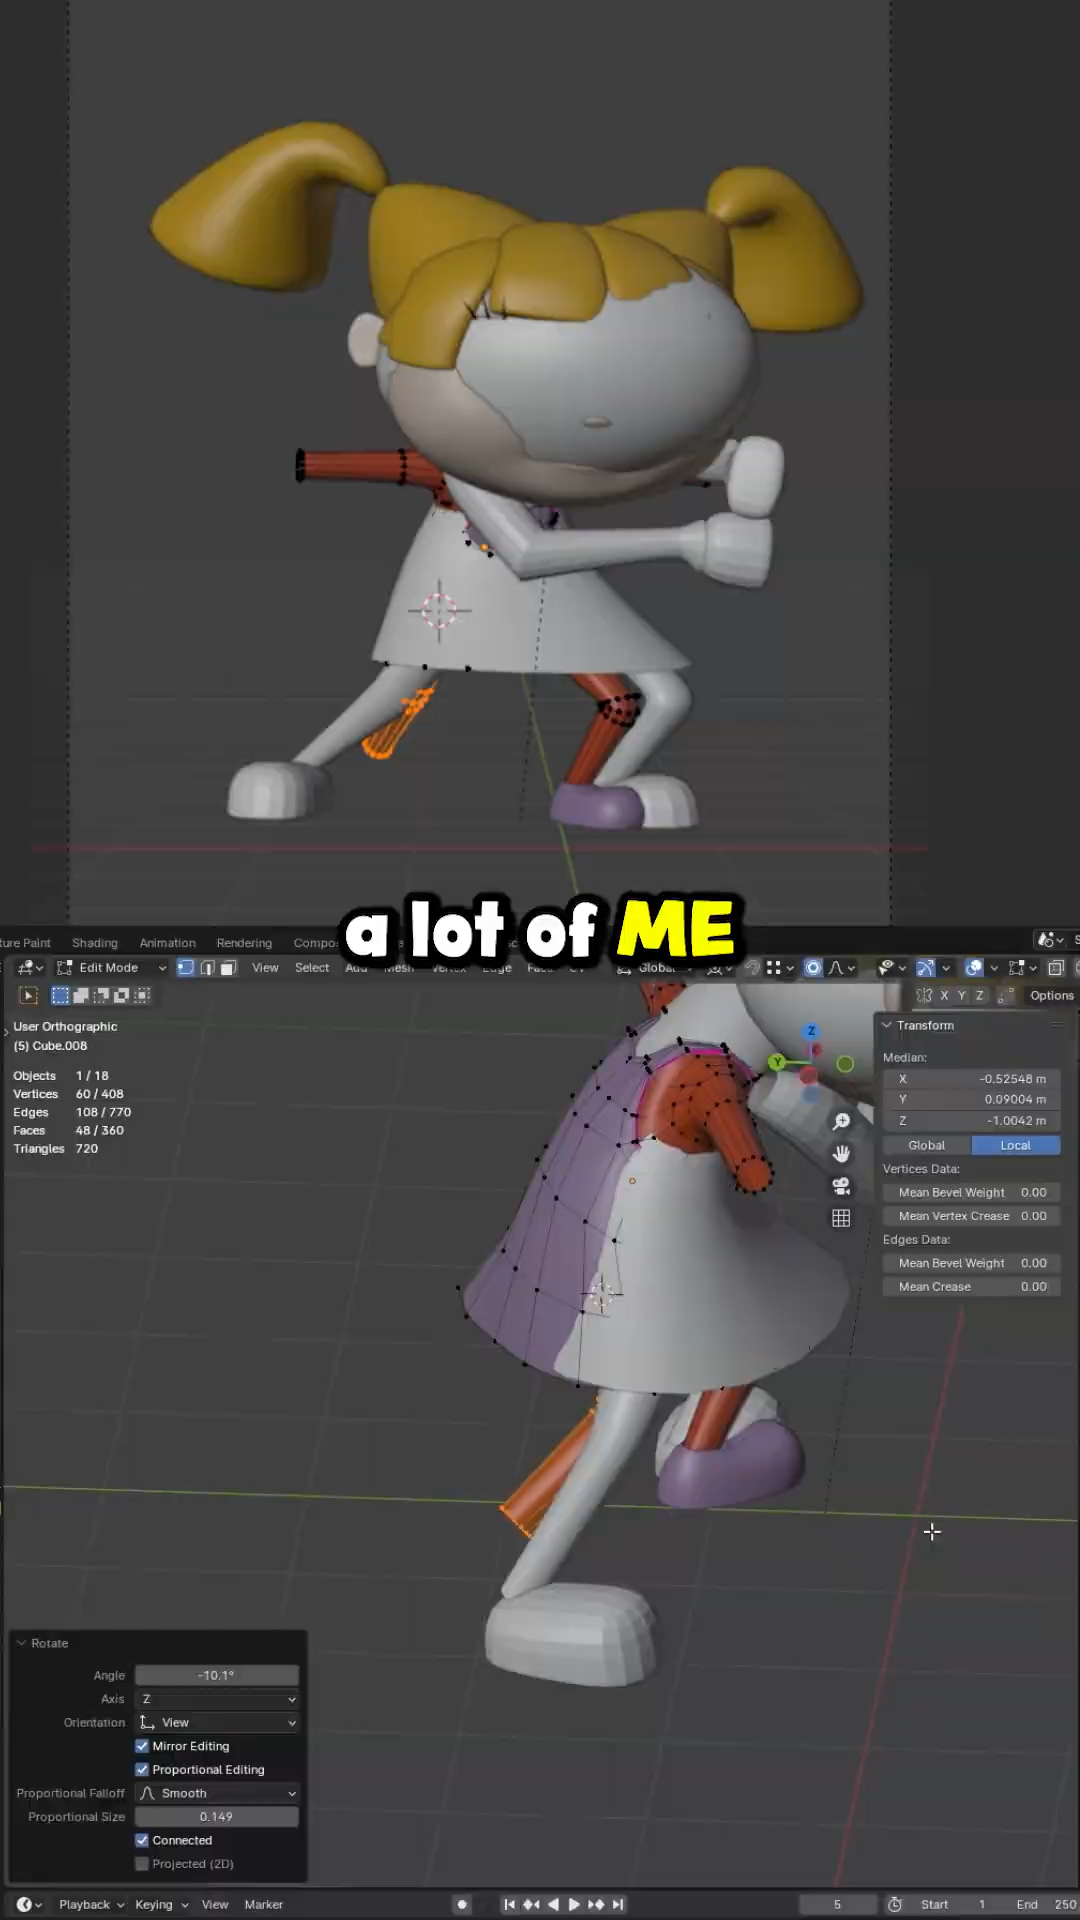 a lot of ME
ture Paint Shading Animation Rendering
Edit Mode View Select Add Mesh Vertex Edge Global
X Y Z Options
User Orthographic
(5) Cube.008
Objects 1 / 18
Vertices 60 / 408
Edges 108 / 770
Faces 48 / 360
Triangles 720
Z
Y
Transform
Median:
X -0.52548 m
Y 0.09004 m
Z -1.0042 m
Global Local
Vertices Data:
Mean Bevel Weight 0.00
Mean Vertex Crease 0.00
Edges Data:
Mean Bevel Weight 0.00
Mean Crease 0.00
Rotate
Angle -10.1°
Axis Z
Orientation View
Mirror Editing
Proportional Editing
Proportional Falloff Smooth
Proportional Size 0.149
Connected
Projected (2D)
Playback Keying View Marker 5 Start 1 End 250